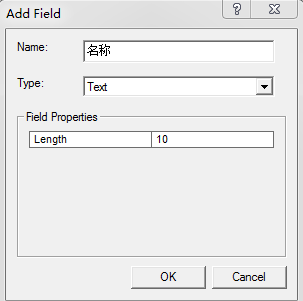 Add Field
Name: 名称
Type: Text
Field Properties
Length 10
OK Cancel